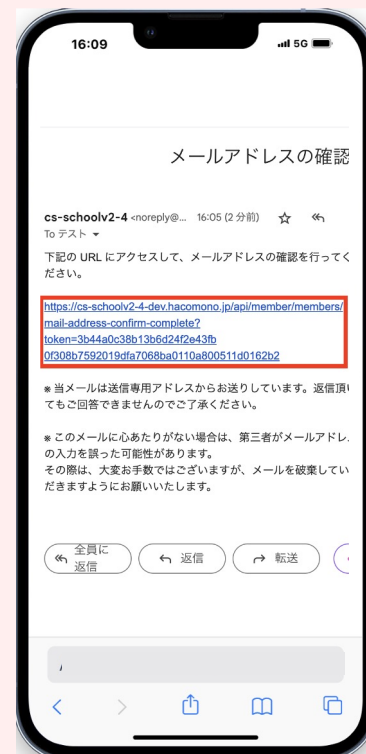 16:09
5G
メールアドレスの確認
cs-schoolv2-4 <noreply@... 16:05 (2 分前)
To テスト
下記の URL にアクセスして、メールアドレスの確認を行ってく
ださい。
https://cs-schoolv2-4-dev.hacomono.jp/api/member/members/
mail-address-confirm-complete?
token=3b44a0c38b13b6d24f2e43fb
0f308b7592019dfa7068ba0110a800511d0162b2
※ 当メールは送信専用アドレスからお送りしています。返信頂い
てもご回答できませんのでご了承ください。
※ このメールに心あたりがない場合は、第三者がメールアドレ
の入力を誤った可能性があります。
その際は、大変お手数ではございますが、メールを破棄してい
だきますようにお願いいたします。
全員に
返信
返信
転送